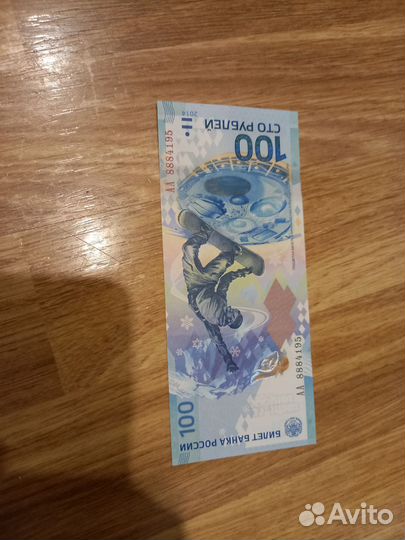 БИЛЕТ БАНКА РОССИИ
100
АА 8884195
100
СТО РУБЛЕЙ
2014
АА 8884195
Avito